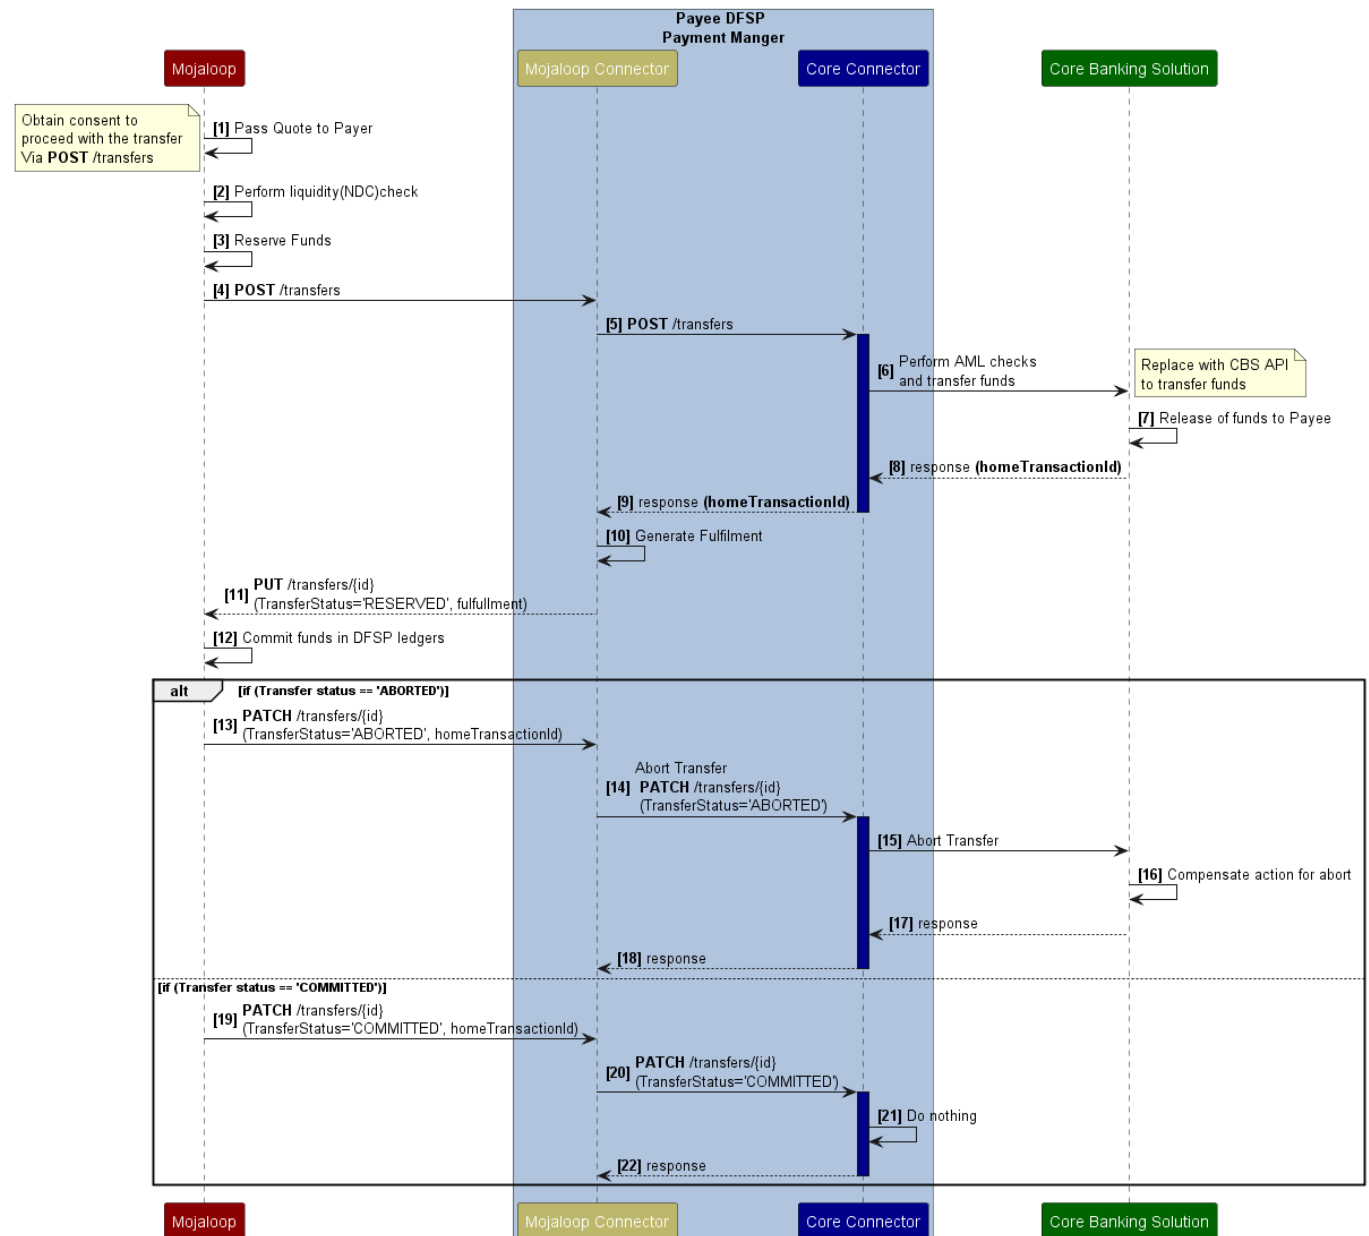 Payee DFSP
Payment Manger
Mojaloop
Mojaloop Connector
Core Connector
Core Banking Solution
Obtain consent to
proceed with the transfer
Via POST /transfers
[1] Pass Quote to Payer
[2] Perform liquidity(NDC)check
[3] Reserve Funds
[4] POST /transfers
[5] POST /transfers
[6] Perform AML checks
and transfer funds
Replace with CBS API
to transfer funds
[7] Release of funds to Payee
[8] response (homeTransactionId)
[9] response (homeTransactionId)
[10] Generate Fulfilment
[11] PUT /transfers/{id}
(TransferStatus='RESERVED', fulfullment)
[12] Commit funds in DFSP ledgers
alt [if (Transfer status == 'ABORTED')]
[13] PATCH /transfers/{id}
(TransferStatus='ABORTED', homeTransactionId)
Abort Transfer
[14] PATCH /transfers/{id}
(TransferStatus='ABORTED')
[15] Abort Transfer
[16] Compensate action for abort
[17] response
[18] response
[if (Transfer status == 'COMMITTED')]
[19] PATCH /transfers/{id}
(TransferStatus='COMMITTED', homeTransactionId)
[20] PATCH /transfers/{id}
(TransferStatus='COMMITTED')
[21] Do nothing
[22] response
Mojaloop
Mojaloop Connector
Core Connector
Core Banking Solution